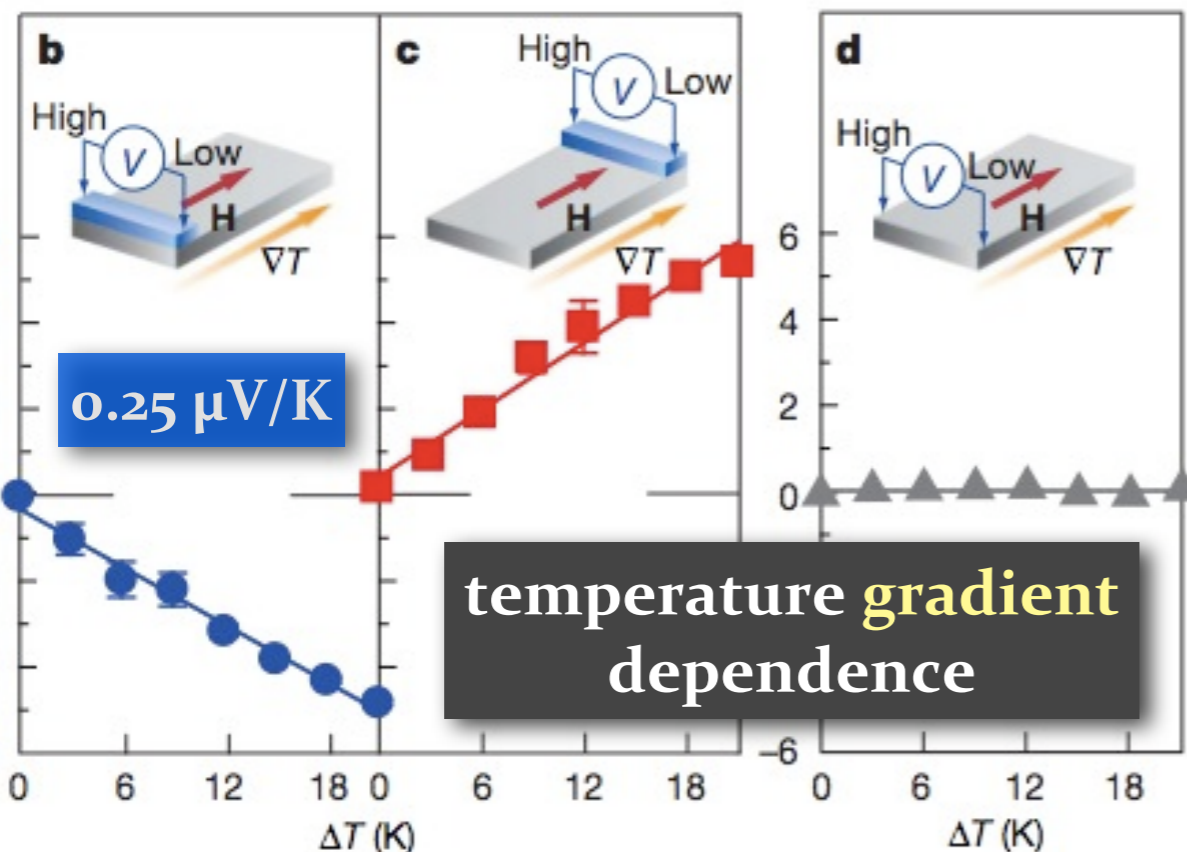 b
High
V
Low
H
∇T
c
High
V
Low
H
∇T
d
High
V
Low
H
∇T
0.25 μV/K
temperature gradient
dependence
6
4
2
0
–6
0 6 12 18 0 6 12 18 0 6 12 18
ΔT (K) ΔT (K)